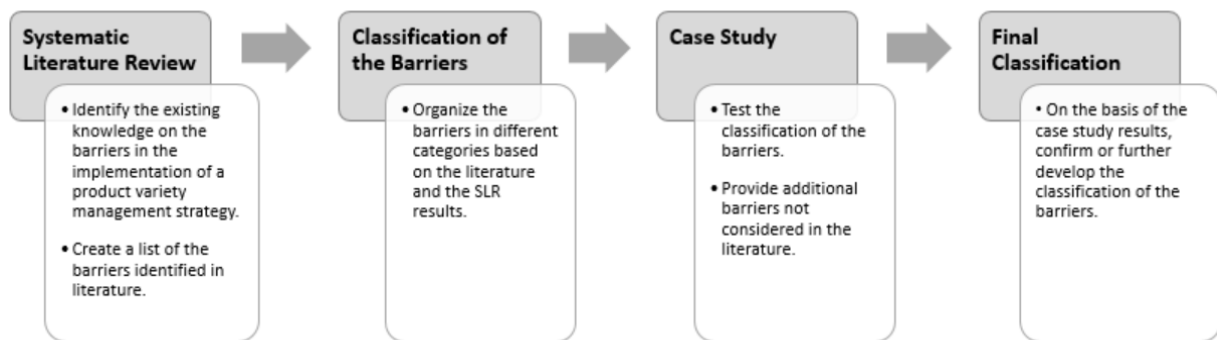 Systematic
Literature Review
• Identify the existing
knowledge on the
barriers in the
implementation of a
product variety
management strategy.
• Create a list of the
barriers identified in
literature.
Classification of
the Barriers
• Organize the
barriers in different
categories based
on the literature
and the SLR
results.
Case Study
• Test the
classification of the
barriers.
• Provide additional
barriers not
considered in the
literature.
Final
Classification
• On the basis of the
case study results,
confirm or further
develop the
classification of the
barriers.